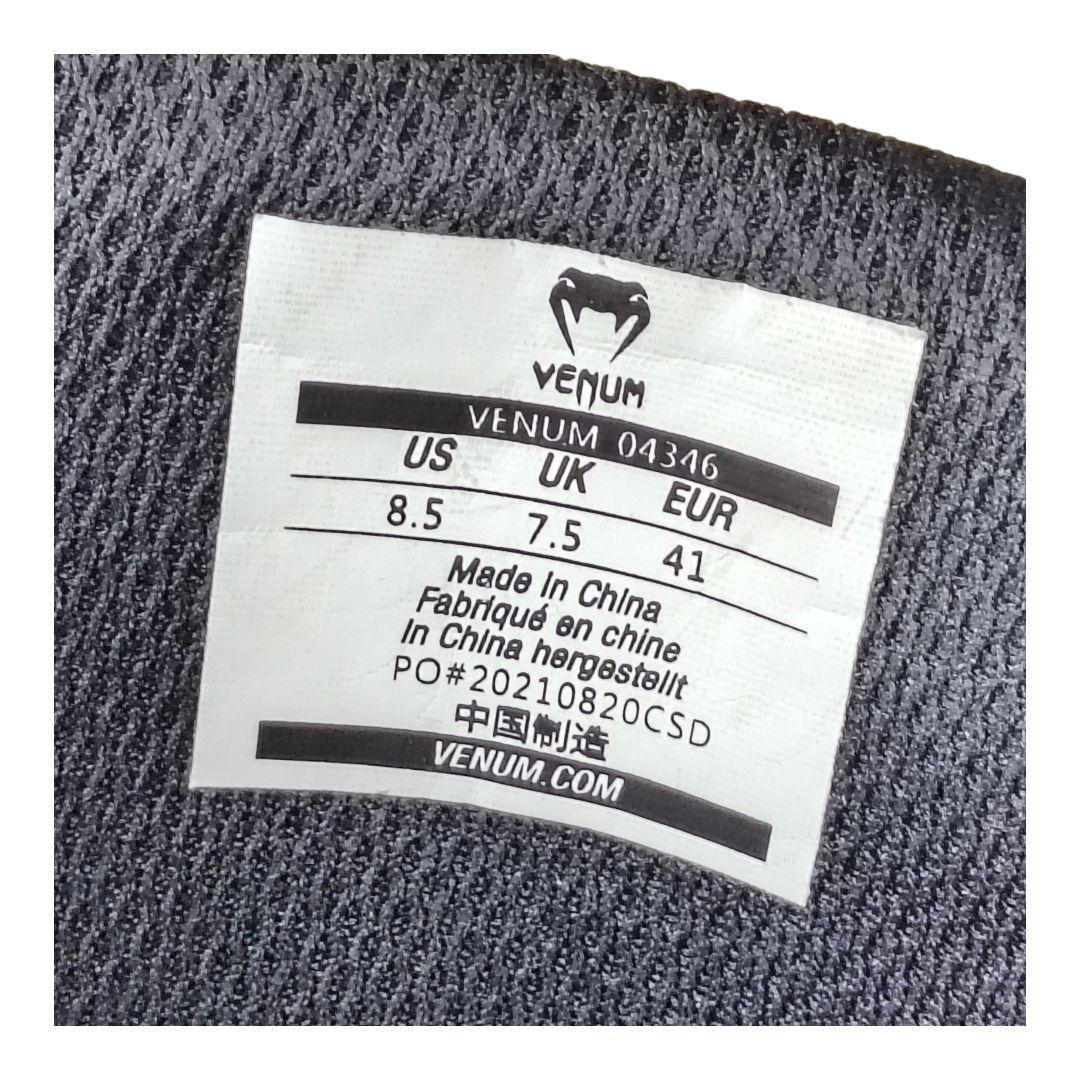 VENUM
VENUM 04346
US UK EUR
8.5 7.5 41
Made in China
Fabriqué en chine
In China hergestellt
PO#20210820CSD
中国制造
VENUM.COM